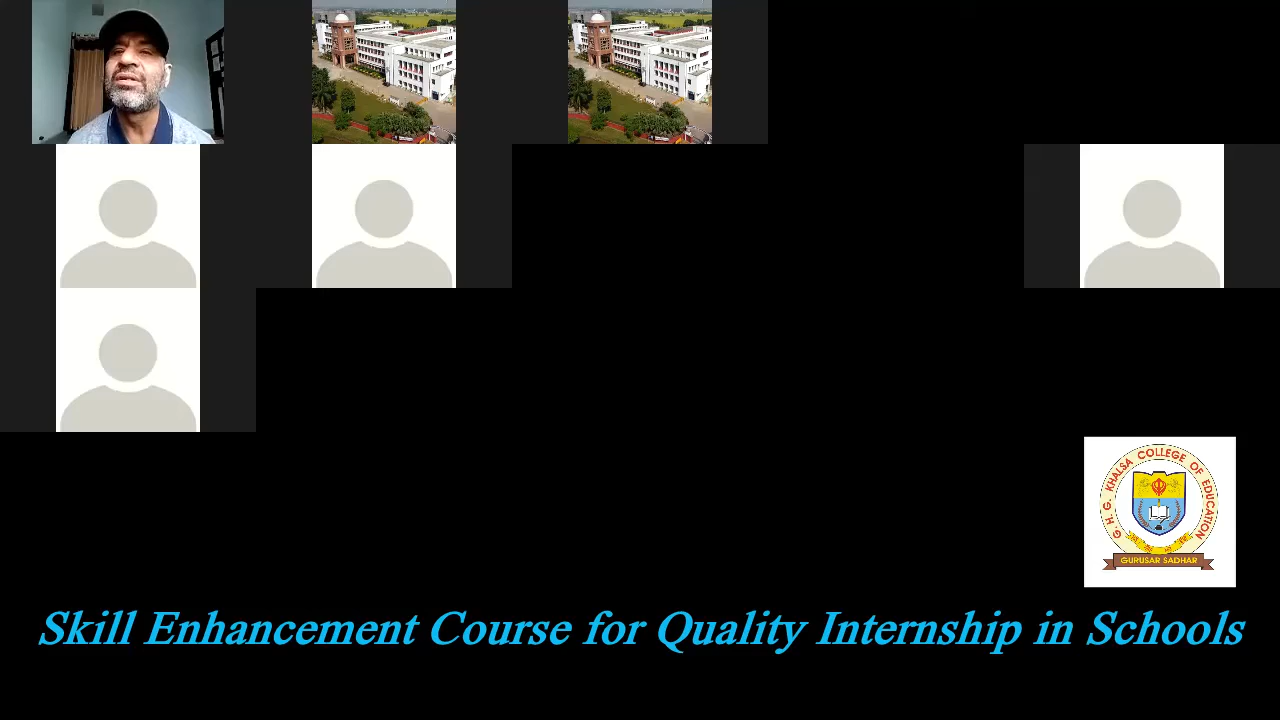 G. H. G. KHALSA COLLEGE OF EDUCATION
GURUSAR SADHAR
Skill Enhancement Course for Quality Internship in Schools